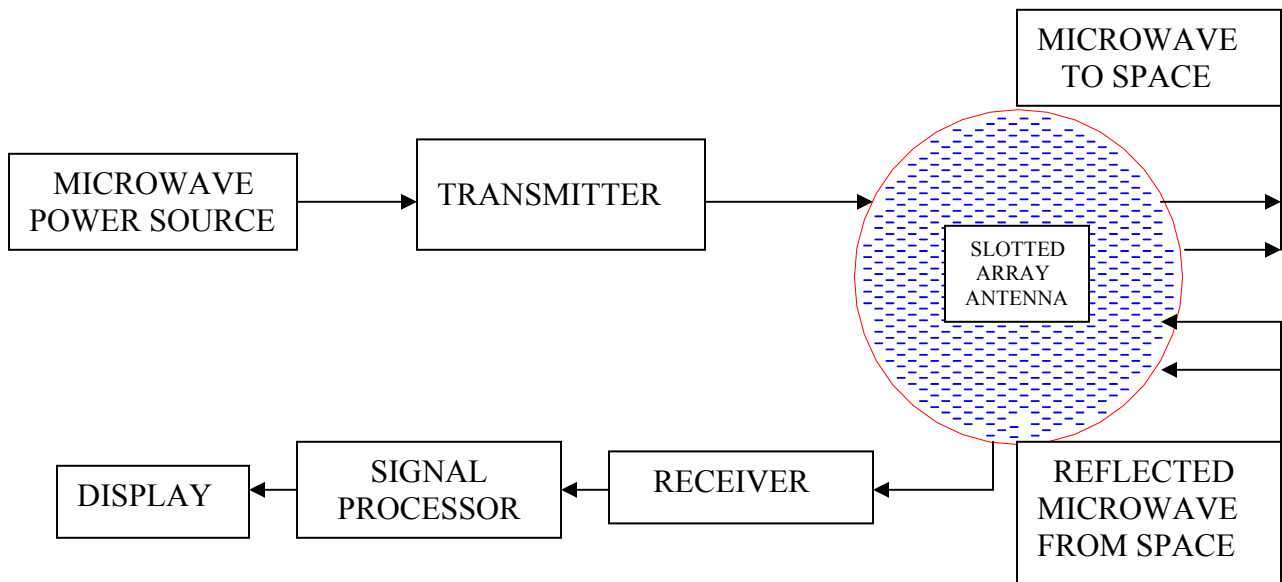 MICROWAVE
TO SPACE
MICROWAVE
POWER SOURCE
TRANSMITTER
SLOTTED
ARRAY
ANTENNA
DISPLAY
SIGNAL
PROCESSOR
RECEIVER
REFLECTED
MICROWAVE
FROM SPACE